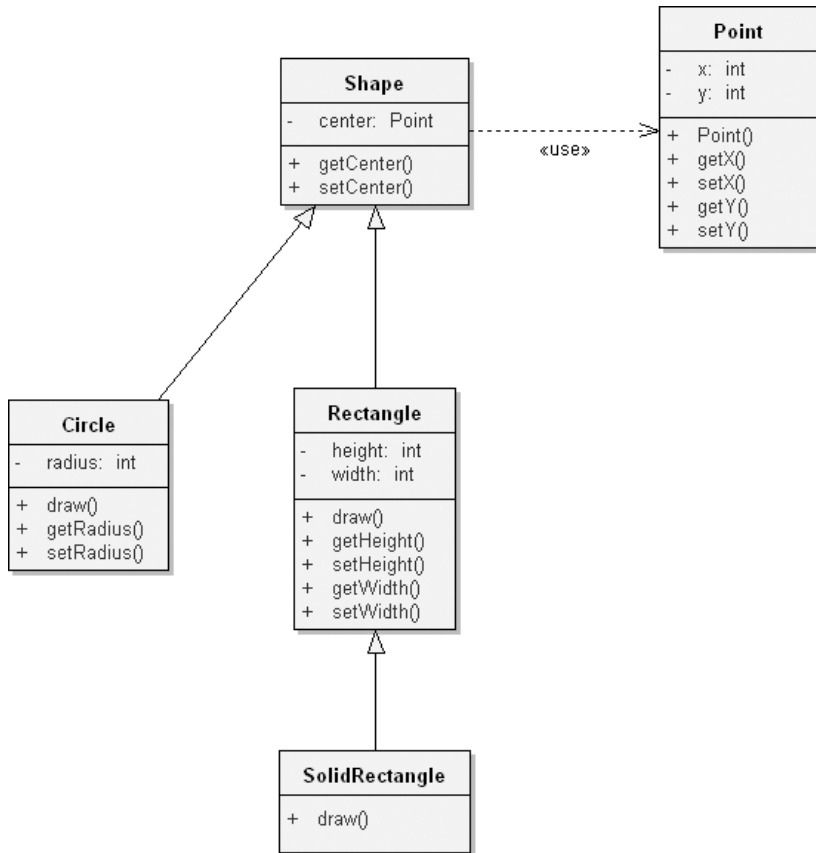 Point
- x: int
- y: int
+ Point()
+ getX()
+ setX()
+ getY()
+ setY()
Shape
- center: Point
+ getCenter()
+ setCenter()
«use»
Circle
- radius: int
+ draw()
+ getRadius()
+ setRadius()
Rectangle
- height: int
- width: int
+ draw()
+ getHeight()
+ setHeight()
+ getWidth()
+ setWidth()
SolidRectangle
+ draw()